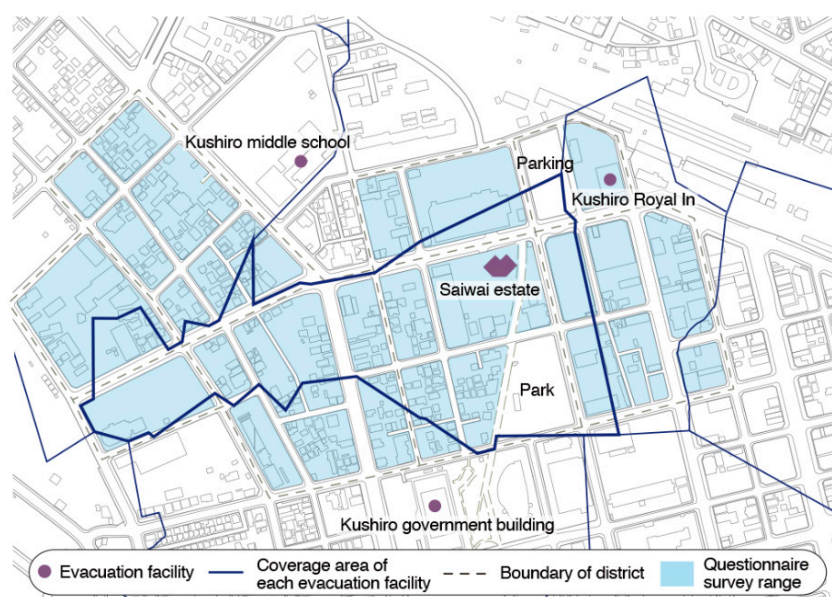 Kushiro middle school
Parking
Kushiro Royal In
Saiwai estate
Park
Kushiro government building
Evacuation facility
Coverage area of
each evacuation facility
Boundary of district
Questionnaire
survey range